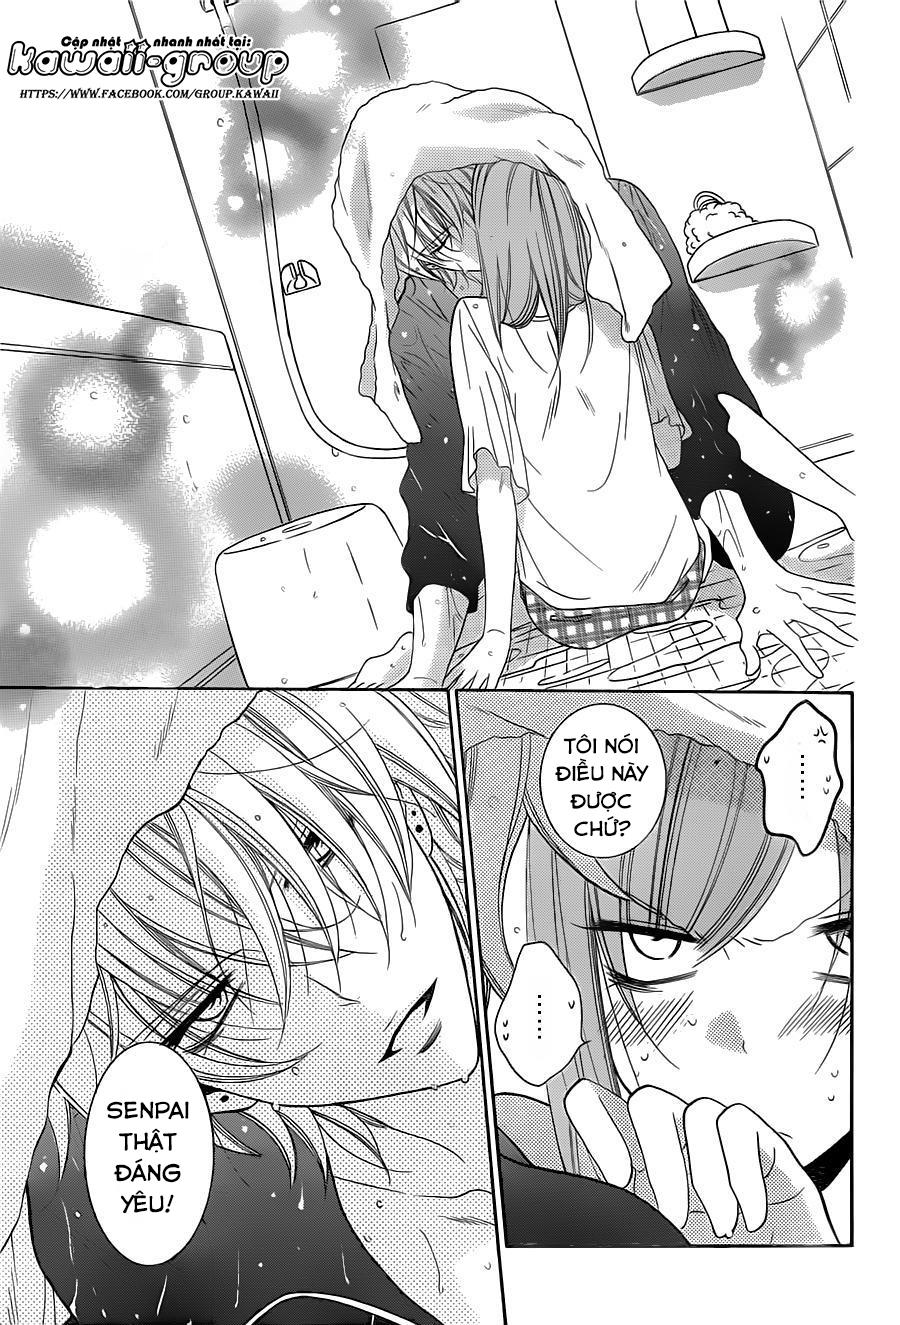 Cập nhật nhanh nhất tại:
kawaii-group
HTTPS://WWW.FACEBOOK.COM/GROUP.KAWAII
TÔI NÓI
ĐIỀU NÀY
ĐƯỢC
CHỨ?
......
......
SENPAI
THẬT
ĐÁNG
YÊU!